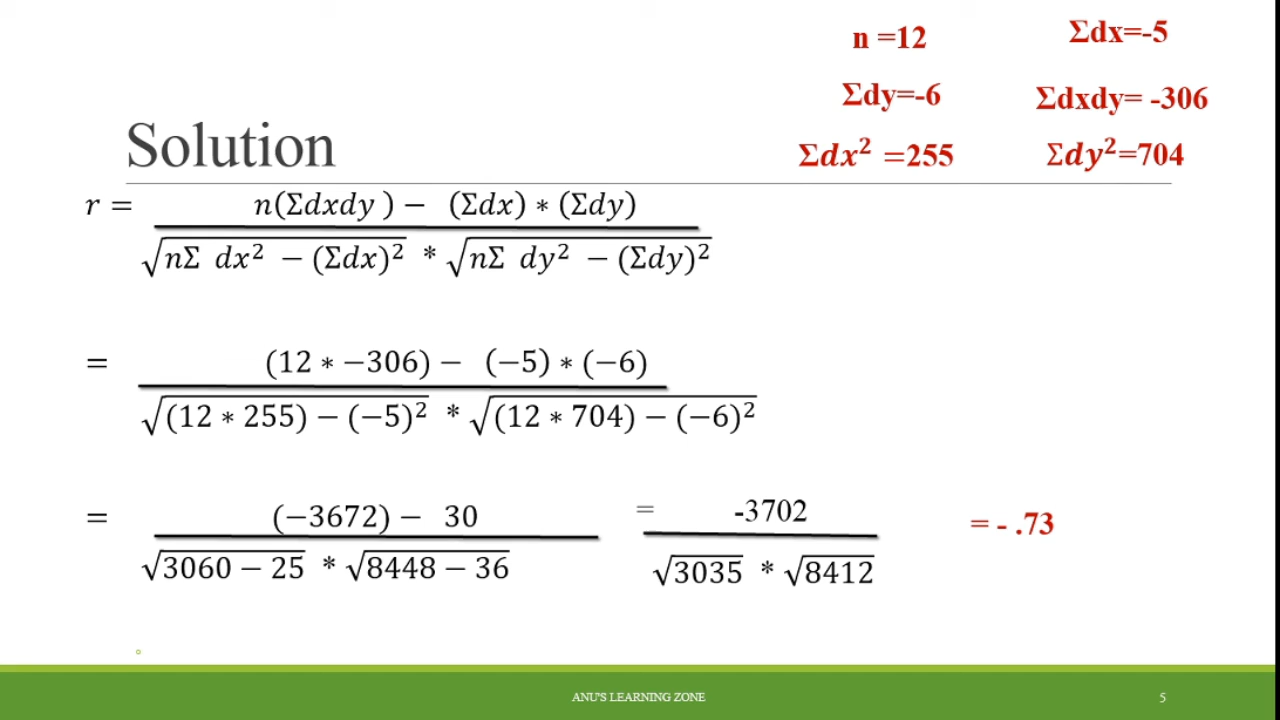 n =12 Σdx=-5
Σdy=-6 Σdxdy= -306
Σdx² =255 Σdy²=704
Solution
r = n(Σdxdy ) − (Σdx) ∗ (Σdy)
√nΣ dx² − (Σdx)² * √nΣ dy² − (Σdy)²
= (12 ∗ −306) − (−5) ∗ (−6)
√(12 ∗ 255) − (−5)² * √(12 ∗ 704) − (−6)²
= (−3672) − 30 = -3702 = - .73
√3060 − 25 * √8448 − 36 √3035 * √8412
ANU'S LEARNING ZONE 5